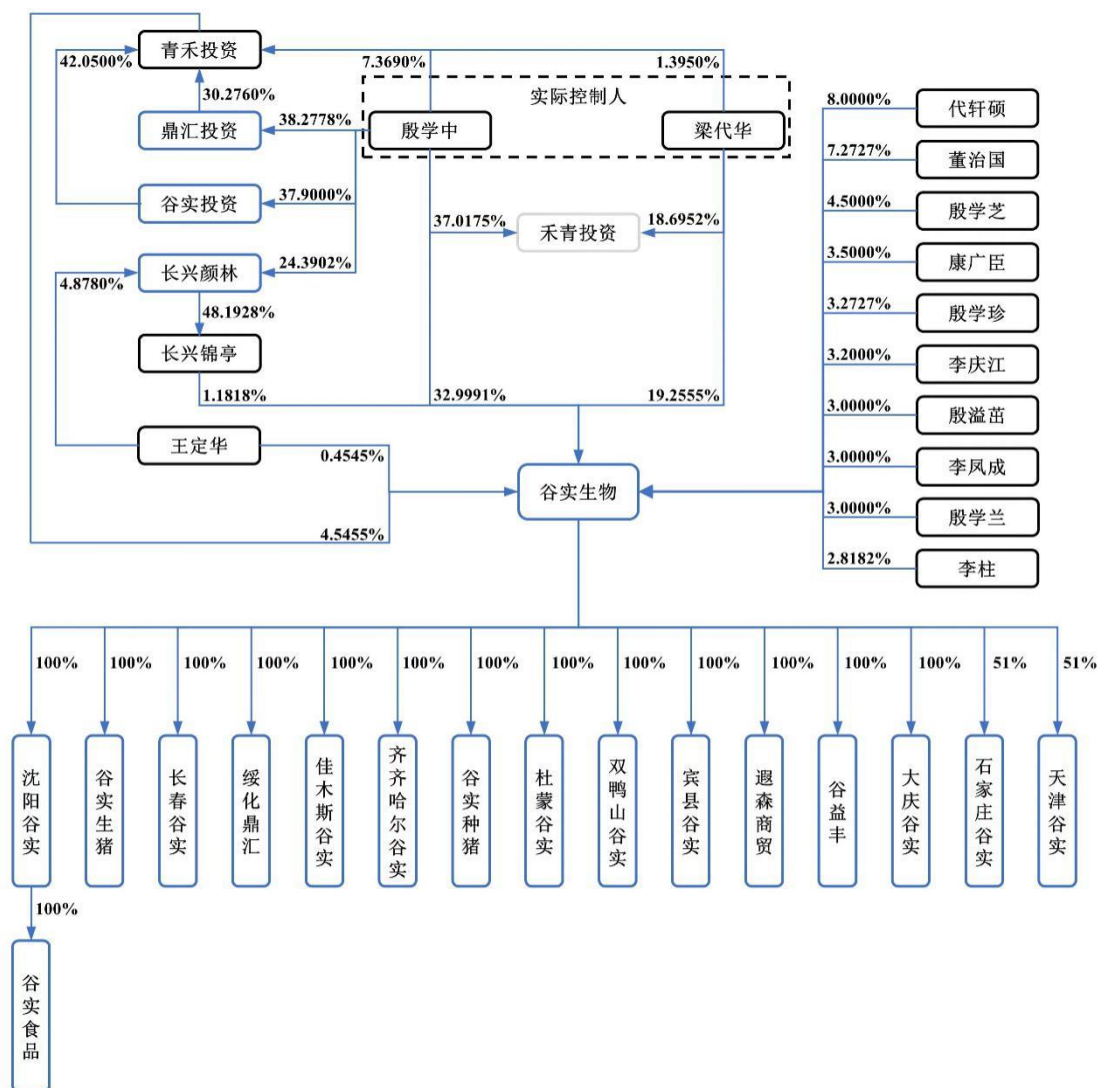 青禾投资
42.0500%
7.3690%
1.3950%
30.2760%
实际控制人
8.0000%
代轩硕
鼎汇投资
38.2778%
殷学中
梁代华
7.2727%
董治国
谷实投资
37.9000%
4.5000%
殷学芝
37.0175%
禾青投资
18.6952%
长兴颜林
24.3902%
3.5000%
康广臣
4.8780%
48.1928%
3.2727%
殷学珍
长兴锦亭
3.2000%
李庆江
1.1818%
32.9991%
19.2555%
3.0000%
殷溢茁
王定华
0.4545%
3.0000%
李凤成
谷实生物
3.0000%
殷学兰
4.5455%
2.8182%
李柱
100%
100%
100%
100%
100%
100%
100%
100%
100%
100%
100%
100%
100%
51%
51%
沈阳谷实
谷实生猪
长春谷实
绥化鼎汇
佳木斯谷实
齐齐哈尔谷实
谷实种猪
杜蒙谷实
双鸭山谷实
宾县谷实
遐森商贸
谷益丰
大庆谷实
石家庄谷实
天津谷实
100%
谷实食品